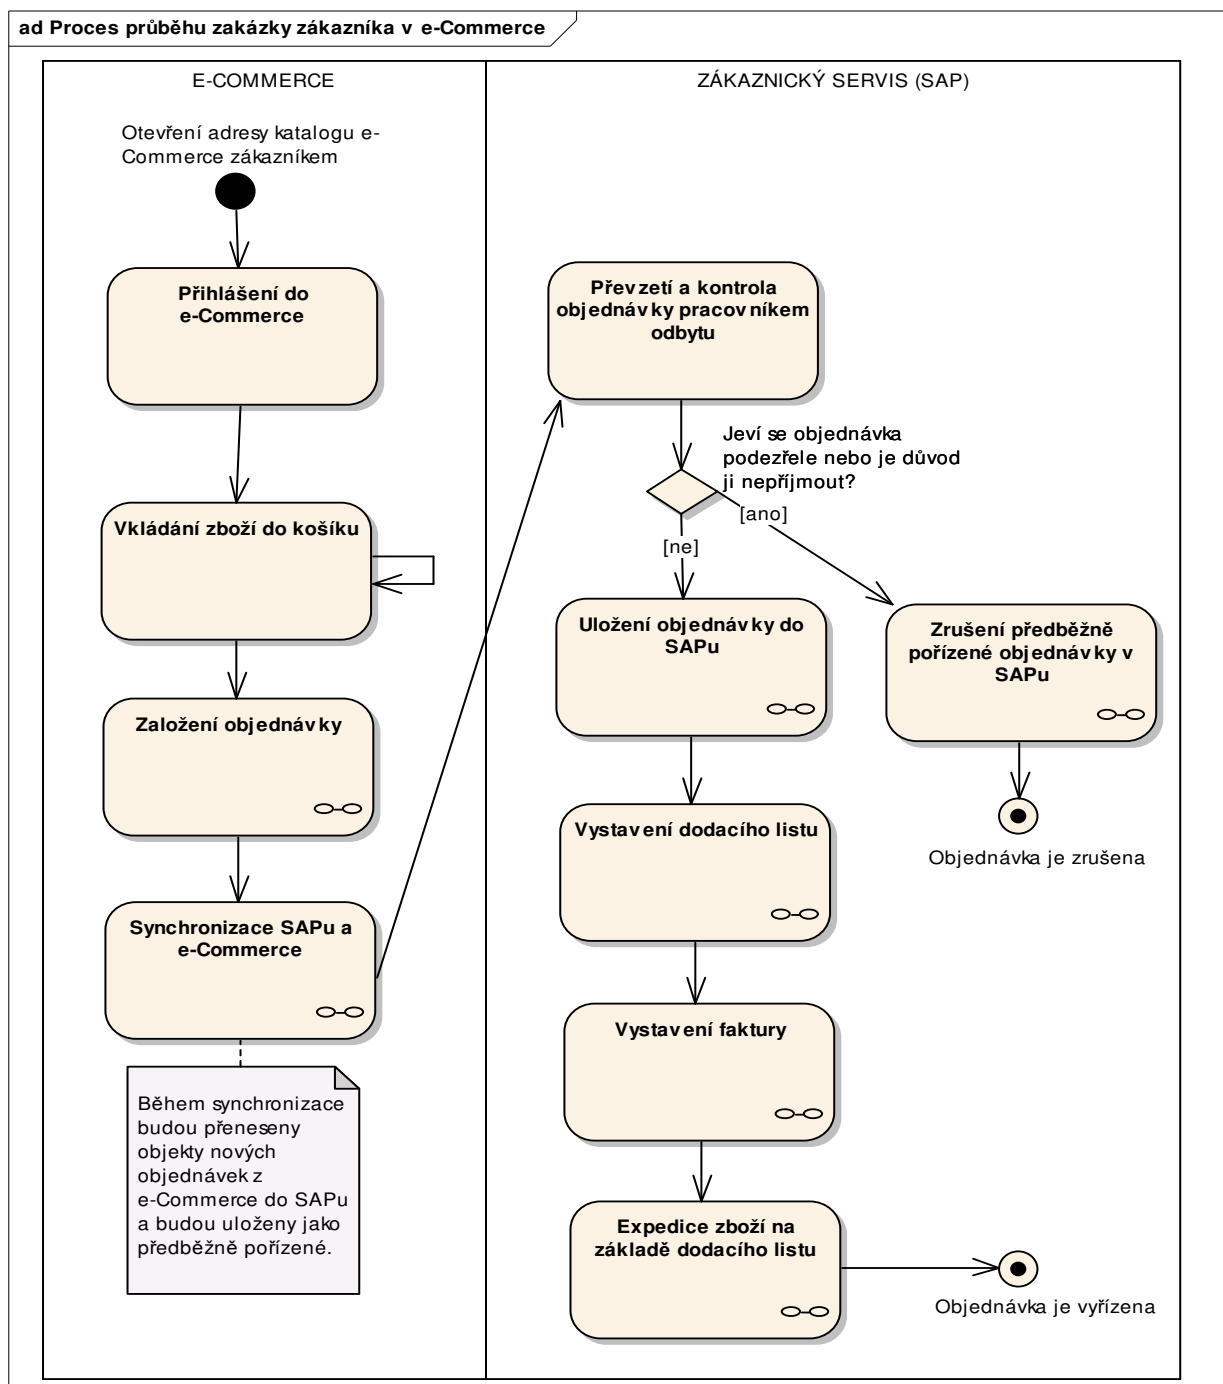 ad Proces průběhu zakázky zákazníka v e-Commerce
E-COMMERCE
Otevření adresy katalogu e-
Commerce zákazníkem
Přihlášení do
e-Commerce
Vkládání zboží do košíku
Založení objednávky
Synchronizace SAPu a
e-Commerce
Během synchronizace
budou přeneseny
objekty nových
objednávek z
e-Commerce do SAPu
a budou uloženy jako
předběžně pořízené.
ZÁKAZNICKÝ SERVIS (SAP)
Převzetí a kontrola
objednávky pracovníkem
odbytu
Jeví se objednávka
podezřele nebo je důvod
ji nepříjmout?
[ano]
[ne]
Uložení objednávky do
SAPu
Zrušení předběžně
pořízené objednávky v
SAPu
Objednávka je zrušena
Vystavení dodacího listu
Vystavení faktury
Expedice zboží na
základě dodacího listu
Objednávka je vyřízena